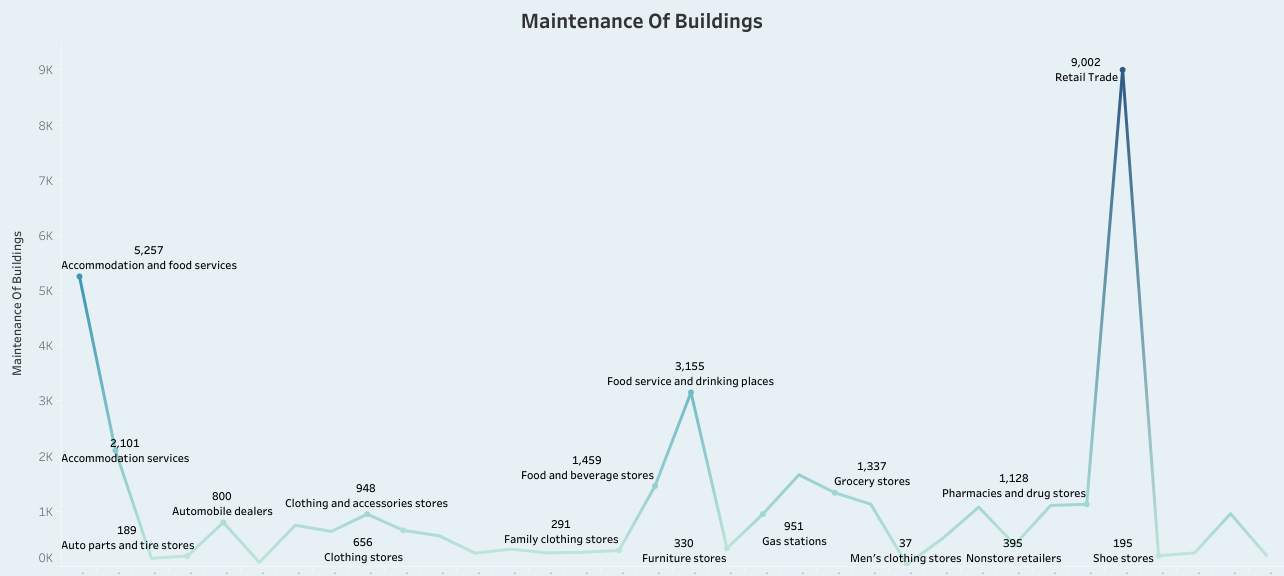 Maintenance Of Buildings
9,002
Retail Trade
9K
8K
7K
6K
5K
4K
3K
2K
1K
0K
Maintenance Of Buildings
5,257
Accommodation and food services
2,101
Accommodation services
189
Auto parts and tire stores
800
Automobile dealers
948
Clothing and accessories stores
656
Clothing stores
291
Family clothing stores
1,459
Food and beverage stores
3,155
Food service and drinking places
330
Furniture stores
951
Gas stations
1,337
Grocery stores
37
Men's clothing stores
1,128
Pharmacies and drug stores
395
Nonstore retailers
195
Shoe stores